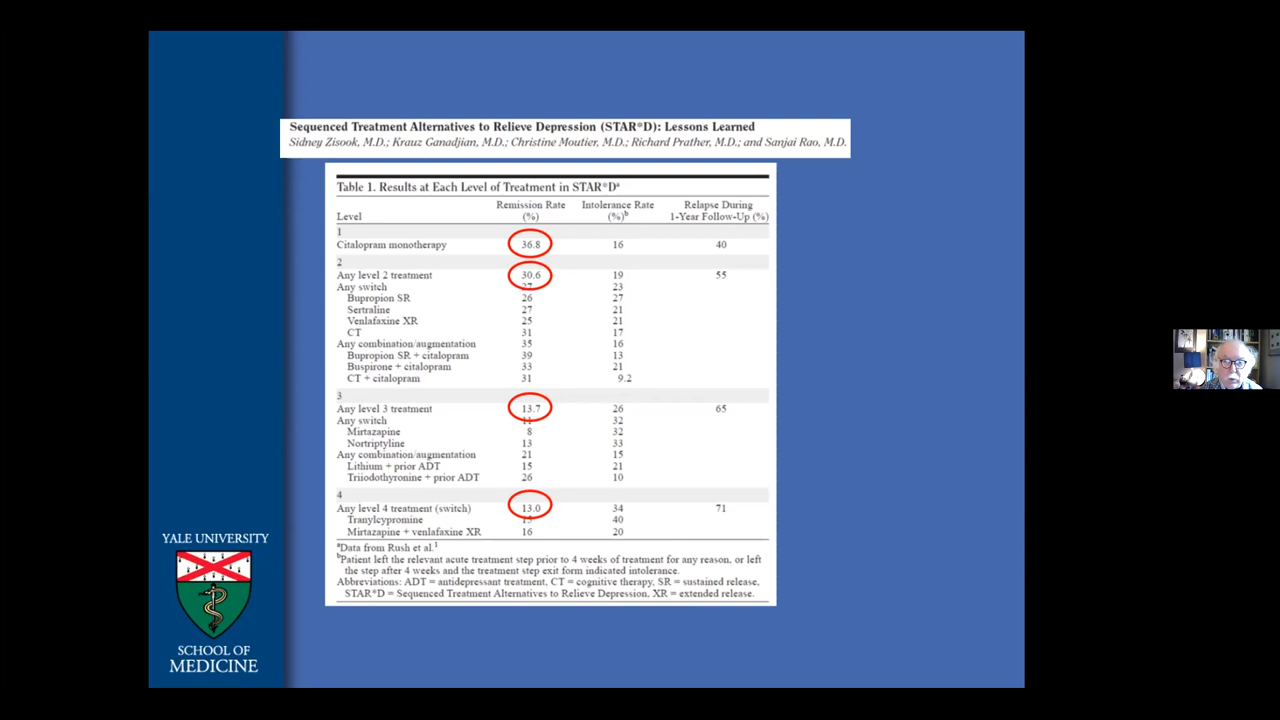 Sequenced Treatment Alternatives to Relieve Depression (STAR*D): Lessons Learned
Sidney Zisook, M.D.; Krauz Ganadjian, M.D.; Christine Moutier, M.D.; Richard Prather, M.D.; and Sanjai Rao, M.D.
Table 1. Results at Each Level of Treatment in STAR*Dᵃ
Remission Rate Intolerance Rate Relapse During
Level (%) (%)ᵇ 1-Year Follow-Up (%)
1
Citalopram monotherapy 36.8 16 40
2
Any level 2 treatment 30.6 19 55
Any switch 27 23
Bupropion SR 26 27
Sertraline 27 21
Venlafaxine XR 25 21
CT 31 17
Any combination/augmentation 35 16
Bupropion SR + citalopram 39 13
Buspirone + citalopram 33 21
CT + citalopram 31 9.2
3
Any level 3 treatment 13.7 26 65
Any switch 32
Mirtazapine 8 32
Nortriptyline 13 33
Any combination/augmentation 21 15
Lithium + prior ADT 15 21
Triiodothyronine + prior ADT 26 10
4
Any level 4 treatment (switch) 13.0 34 71
Tranylcypromine 40
Mirtazapine + venlafaxine XR 16 20
ᵃData from Rush et al.¹
ᵇPatient left the relevant acute treatment step prior to 4 weeks of treatment for any reason, or left
the step after 4 weeks and the treatment step exit form indicated intolerance.
Abbreviations: ADT = antidepressant treatment, CT = cognitive therapy, SR = sustained release,
STAR*D = Sequenced Treatment Alternatives to Relieve Depression, XR = extended release.
YALE UNIVERSITY
SCHOOL OF
MEDICINE